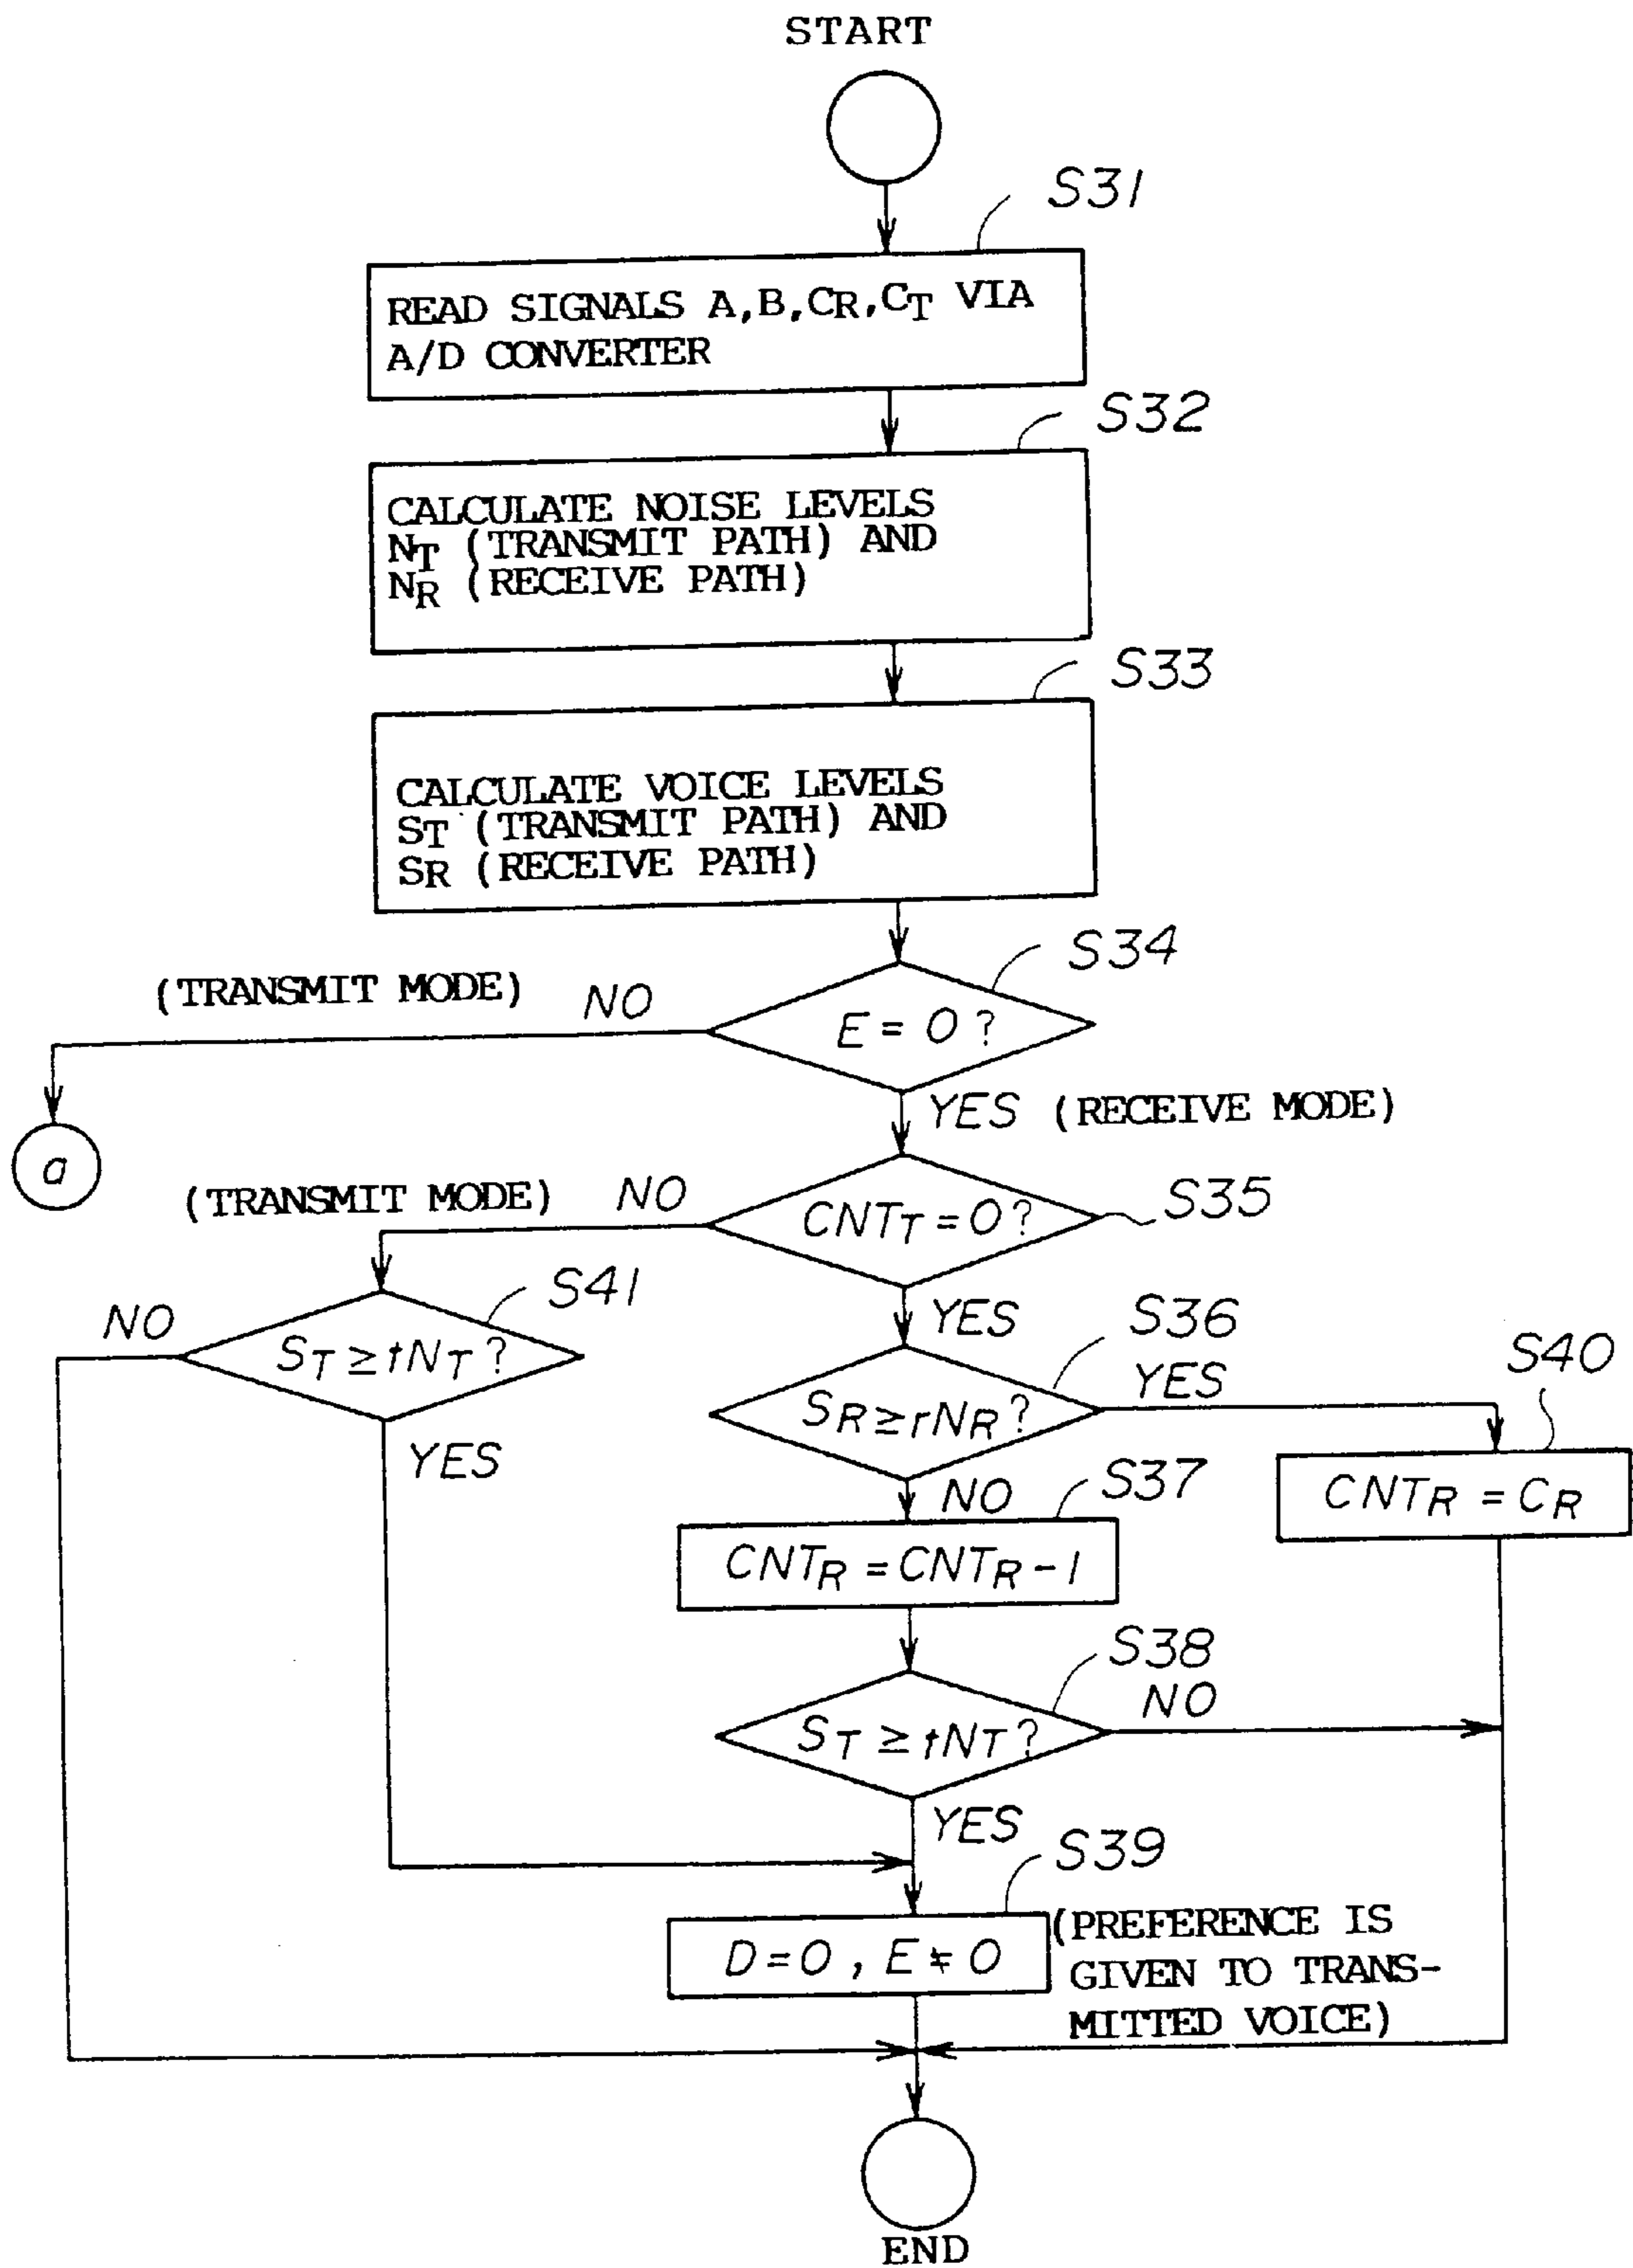 START
S31
READ SIGNALS A,B,CR,CT VIA
A/D CONVERTER
S32
CALCULATE NOISE LEVELS
NT (TRANSMIT PATH) AND
NR (RECEIVE PATH)
S33
CALCULATE VOICE LEVELS
ST (TRANSMIT PATH) AND
SR (RECEIVE PATH)
S34
(TRANSMIT MODE) NO
E = 0 ?
YES (RECEIVE MODE)
a
(TRANSMIT MODE) NO
CNTT = 0 ?
S35
S41
NO
ST ≥ tNT ?
YES
YES
S36
SR ≥ rNR ?
YES
S40
CNTR = CR
NO
S37
CNTR = CNTR - 1
S38
ST ≥ tNT ?
NO
YES
S39
D = 0 , E ≠ 0
(PREFERENCE IS
GIVEN TO TRANS-
MITTED VOICE)
END